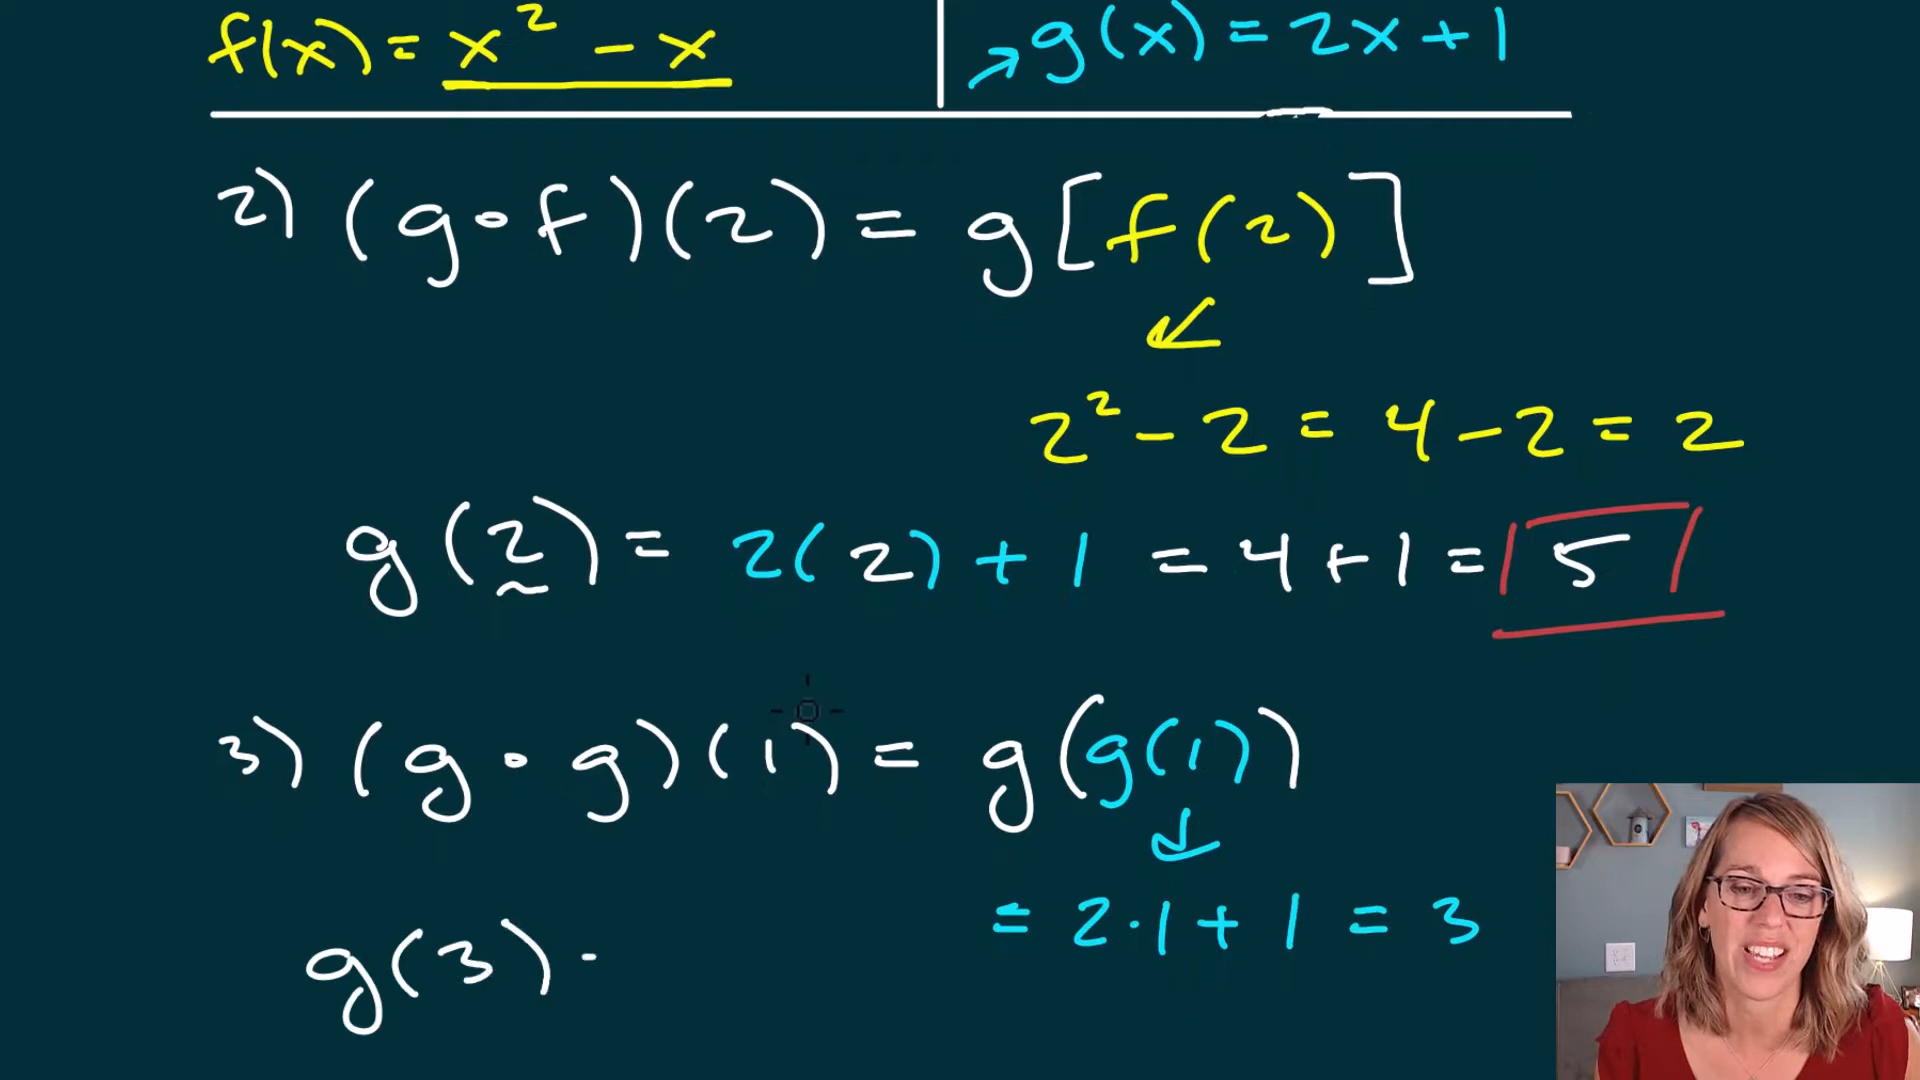 f(x) = x² - x
g(x) = 2x + 1
2) (g∘f)(2) = g[f(2)]
2² - 2 = 4 - 2 = 2
g(2) = 2(2) + 1 = 4 + 1 = 5
3) (g∘g)(1) = g(g(1))
= 2·1 + 1 = 3
g(3) -